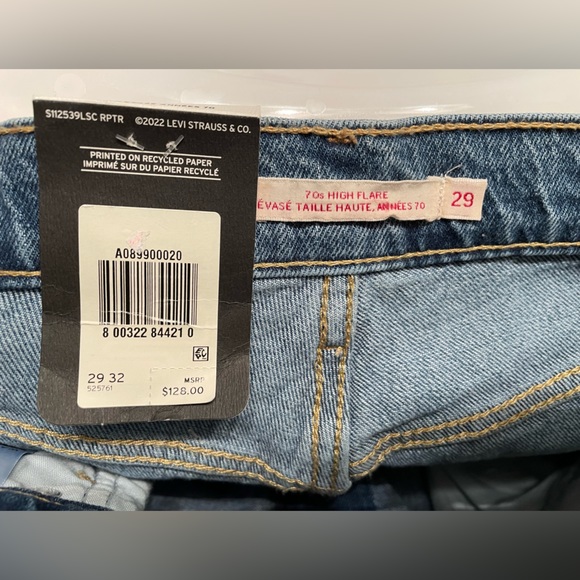 S112539LSC RPTR ©2022 LEVI STRAUSS & CO.
PRINTED ON RECYCLED PAPER
IMPRIMÉ SUR DU PAPIER RECYCLÉ
A089900020
8 00322 84421 0
29 32
525761
MSRP
$128.00
70s HIGH FLARE
ÉVASÉ TAILLE HAUTE, ANNÉES 70
29